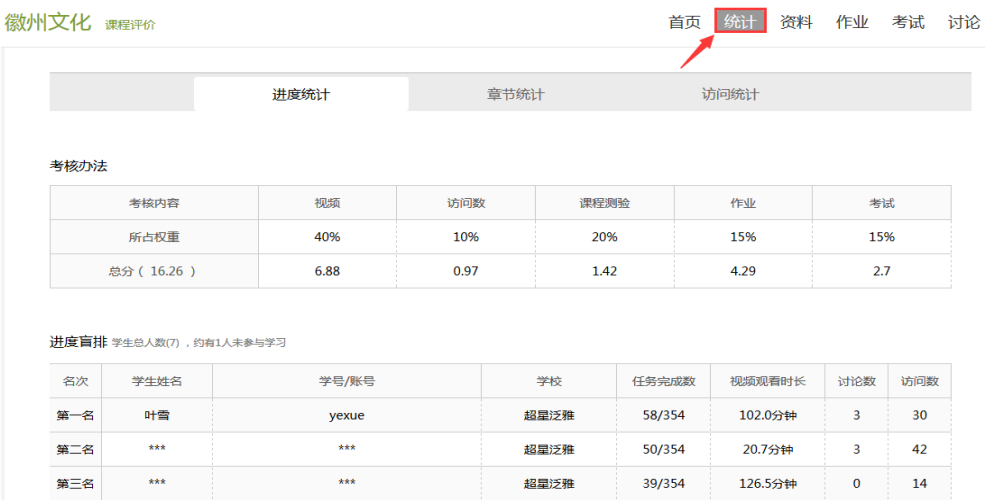 徽州文化 课程评价 首页 统计 资料 作业 考试 讨论
进度统计 章节统计 访问统计
考核办法
考核内容 视频 访问数 课程测验 作业 考试
所占权重 40% 10% 20% 15% 15%
总分（ 16.26 ） 6.88 0.97 1.42 4.29 2.7
进度盲排 学生总人数(7) ，约有1人未参与学习
名次 学生姓名 学号/账号 学校 任务完成数 视频观看时长 讨论数 访问数
第一名 叶雪 yexue 超星泛雅 58/354 102.0分钟 3 30
第二名 *** *** 超星泛雅 50/354 20.7分钟 3 42
第三名 *** *** 超星泛雅 39/354 126.5分钟 0 14